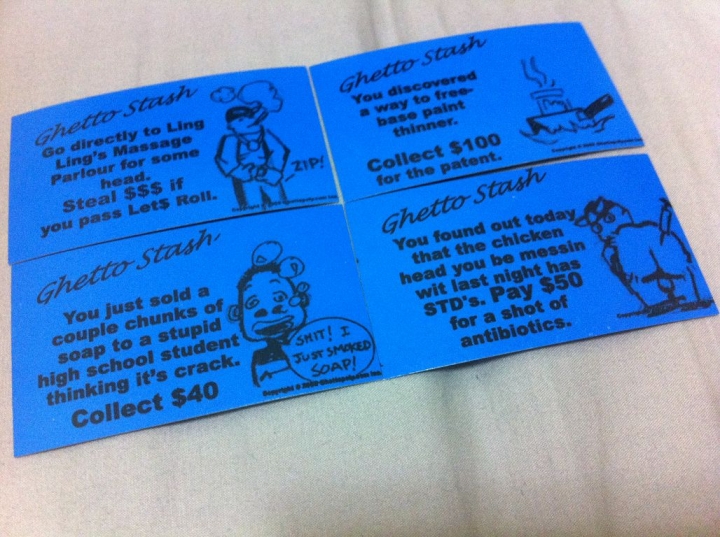 Ghetto Stash
Go directly to Ling
Ling's Massage
Parlour for some
head.
Steal $$$ if
you pass Let$ Roll.
ZIP!
Ghetto Stash
You discovered
a way to free-
base paint
thinner.
Collect $100
for the patent.
Ghetto Stash
You just sold a
couple chunks of
soap to a stupid
high school student
thinking it's crack.
Collect $40
SHIT! I
JUST SMOKED
SOAP!
Ghetto Stash
You found out today
that the chicken
head you be messin
wit last night has
STD's. Pay $50
for a shot of
antibiotics.